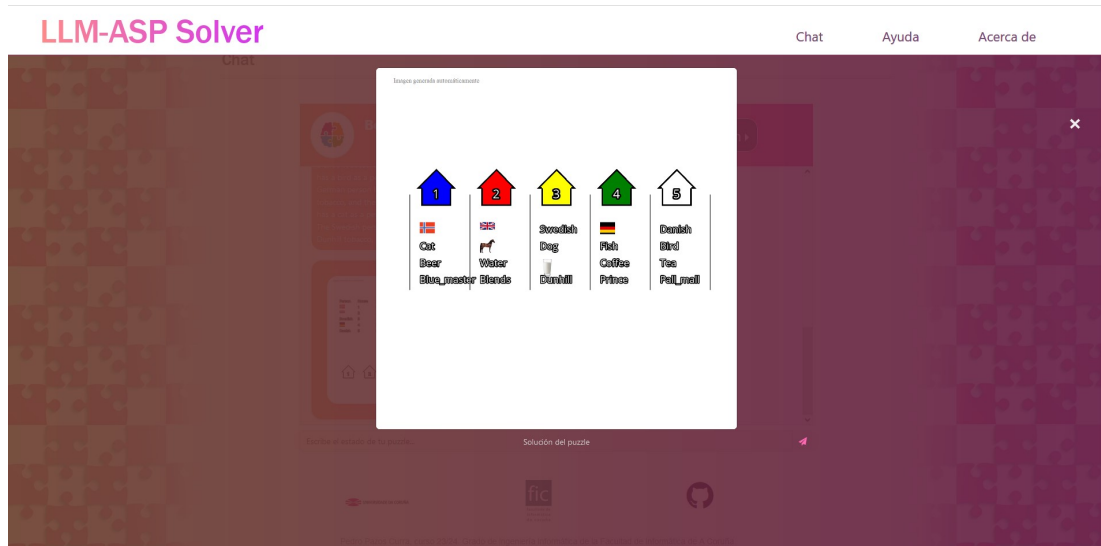 LLM-ASP Solver
Chat Ayuda Acerca de
Chat
Imagen generada automáticamente
×
1 2 3 4 5
Swedish Danish
Cat Dog Fish Bird
Beer Water Coffee Tea
Blue_master Blends Dunhill Prince Pall_mall
Solución del puzzle
fic